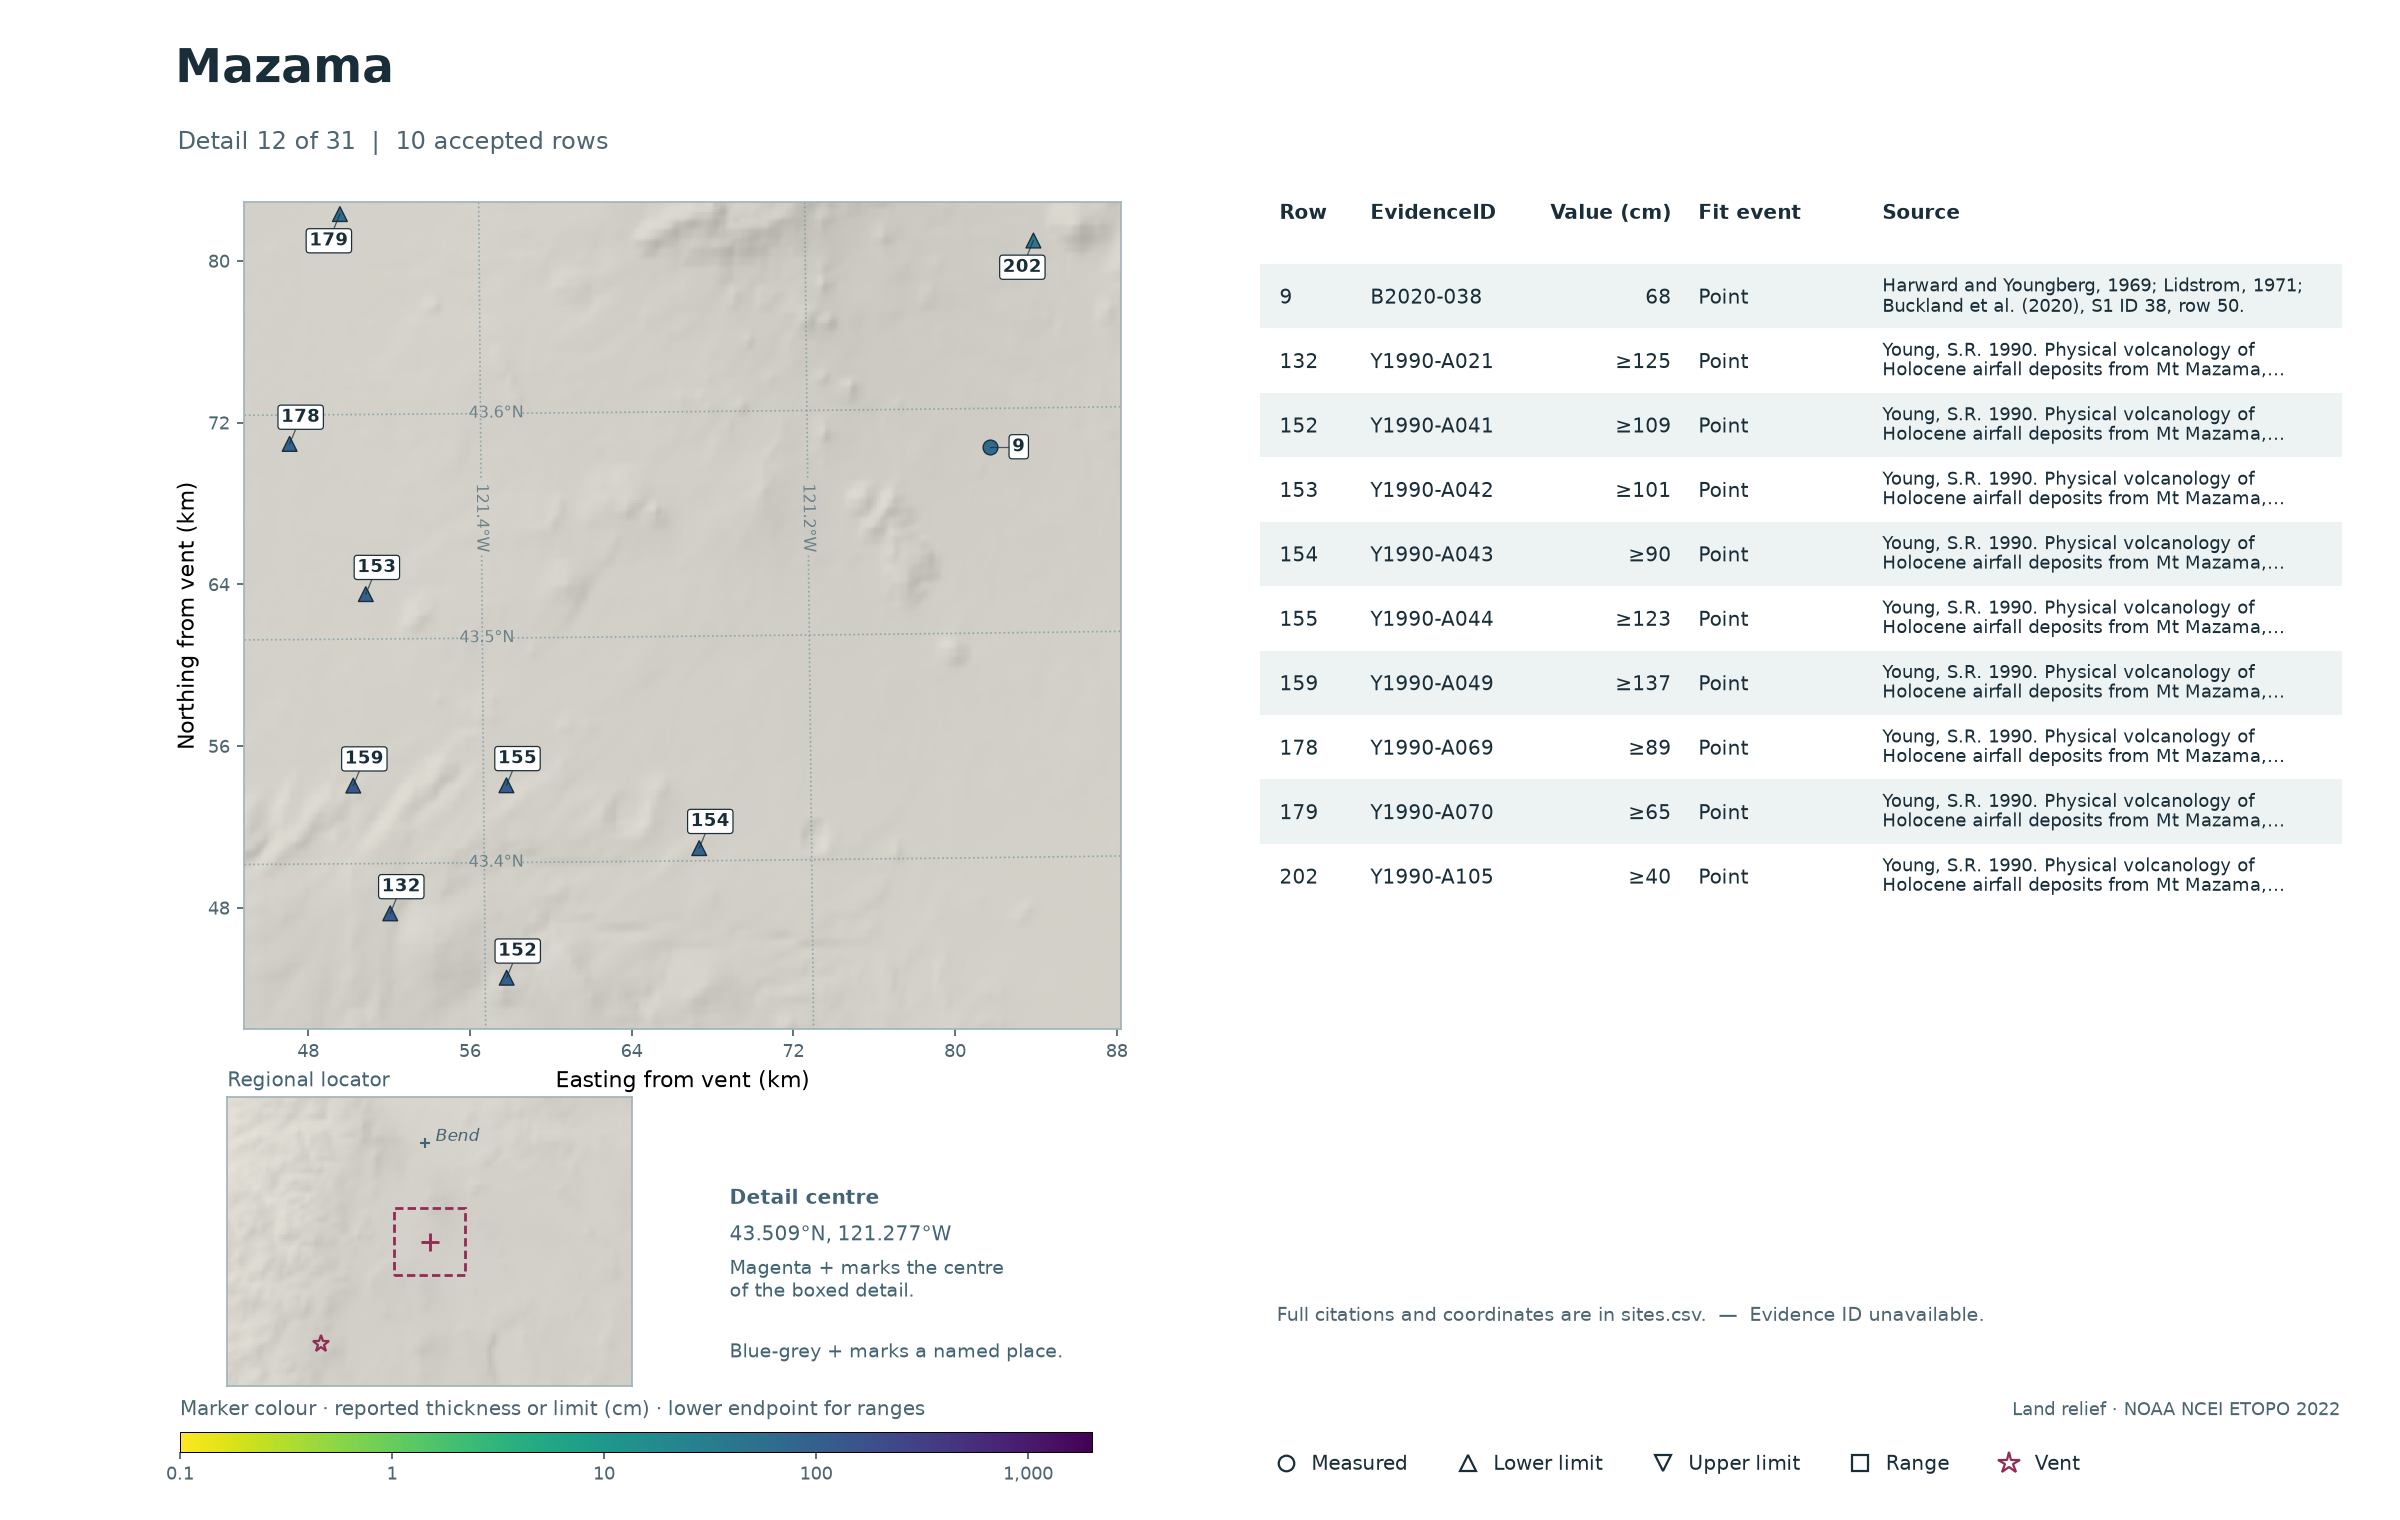 Mazama
Detail 12 of 31 | 10 accepted rows
179
202
178
9
153
159
155
154
132
152
43.6°N
43.5°N
43.4°N
121.4°W
121.2°W
80
72
64
56
48
Northing from vent (km)
48
56
64
72
80
88
Easting from vent (km)
Regional locator
Bend
Detail centre
43.509°N, 121.277°W
Magenta + marks the centre
of the boxed detail.
Blue-grey + marks a named place.
Marker colour · reported thickness or limit (cm) · lower endpoint for ranges
0.1
1
10
100
1,000
Row EvidenceID Value (cm) Fit event Source
9 B2020-038 68 Point Harward and Youngberg, 1969; Lidstrom, 1971;
Buckland et al. (2020), S1 ID 38, row 50.
132 Y1990-A021 ≥125 Point Young, S.R. 1990. Physical volcanology of
Holocene airfall deposits from Mt Mazama,...
152 Y1990-A041 ≥109 Point Young, S.R. 1990. Physical volcanology of
Holocene airfall deposits from Mt Mazama,...
153 Y1990-A042 ≥101 Point Young, S.R. 1990. Physical volcanology of
Holocene airfall deposits from Mt Mazama,...
154 Y1990-A043 ≥90 Point Young, S.R. 1990. Physical volcanology of
Holocene airfall deposits from Mt Mazama,...
155 Y1990-A044 ≥123 Point Young, S.R. 1990. Physical volcanology of
Holocene airfall deposits from Mt Mazama,...
159 Y1990-A049 ≥137 Point Young, S.R. 1990. Physical volcanology of
Holocene airfall deposits from Mt Mazama,...
178 Y1990-A069 ≥89 Point Young, S.R. 1990. Physical volcanology of
Holocene airfall deposits from Mt Mazama,...
179 Y1990-A070 ≥65 Point Young, S.R. 1990. Physical volcanology of
Holocene airfall deposits from Mt Mazama,...
202 Y1990-A105 ≥40 Point Young, S.R. 1990. Physical volcanology of
Holocene airfall deposits from Mt Mazama,...
Full citations and coordinates are in sites.csv. — Evidence ID unavailable.
Land relief · NOAA NCEI ETOPO 2022
Measured
Lower limit
Upper limit
Range
Vent